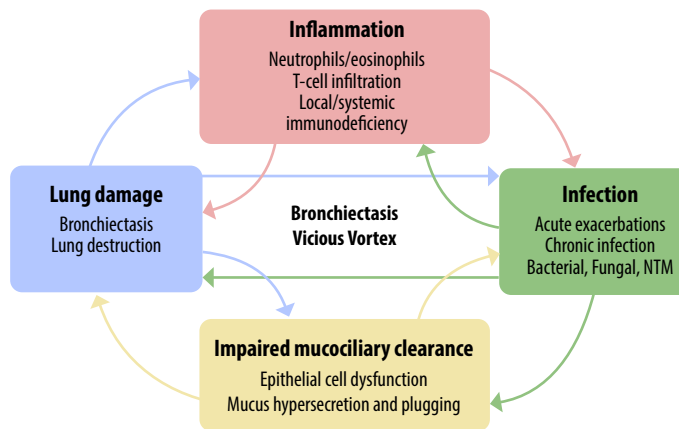 Inflammation
Neutrophils/eosinophils
T-cell infiltration
Local/systemic
immunodeficiency
Lung damage
Bronchiectasis
Lung destruction
Bronchiectasis
Vicious Vortex
Infection
Acute exacerbations
Chronic infection
Bacterial, Fungal, NTM
Impaired mucociliary clearance
Epithelial cell dysfunction
Mucus hypersecretion and plugging